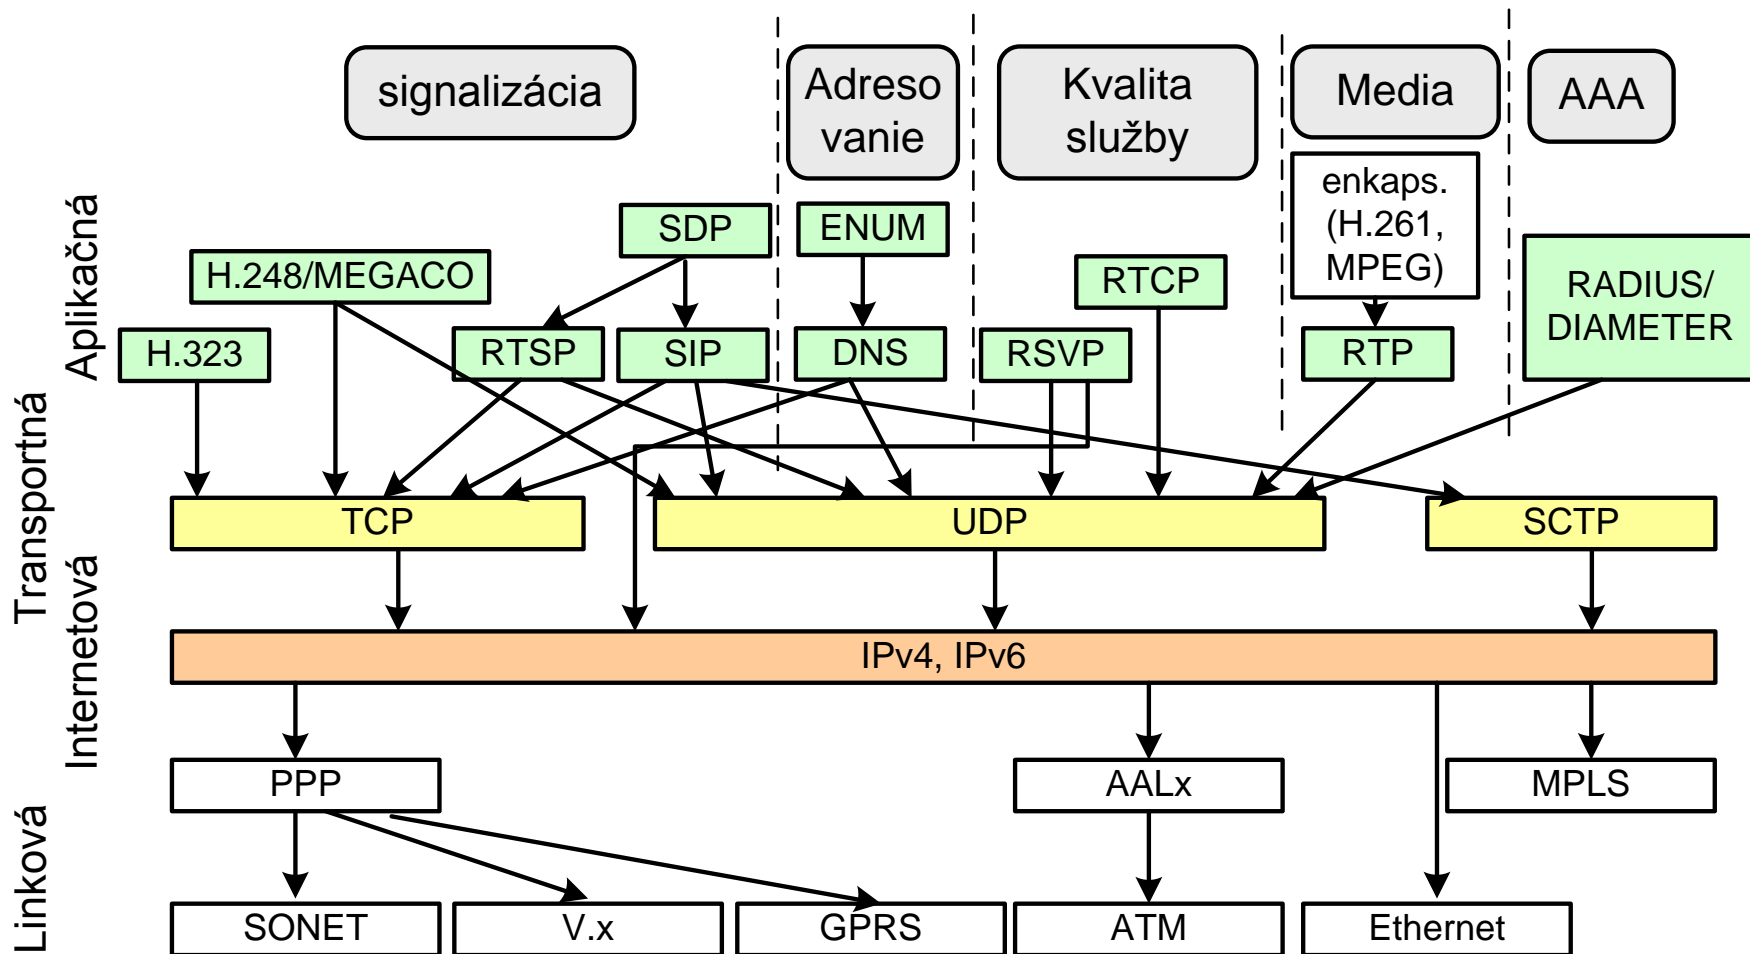 signalizácia
Adreso
vanie
Kvalita
služby
Media
AAA
Aplikačná
Transportná
Internetová
Linková
enkaps.
(H.261,
MPEG)
SDP
ENUM
H.248/MEGACO
RTCP
RADIUS/
DIAMETER
H.323
RTSP
SIP
DNS
RSVP
RTP
TCP
UDP
SCTP
IPv4, IPv6
PPP
AALx
MPLS
SONET
V.x
GPRS
ATM
Ethernet